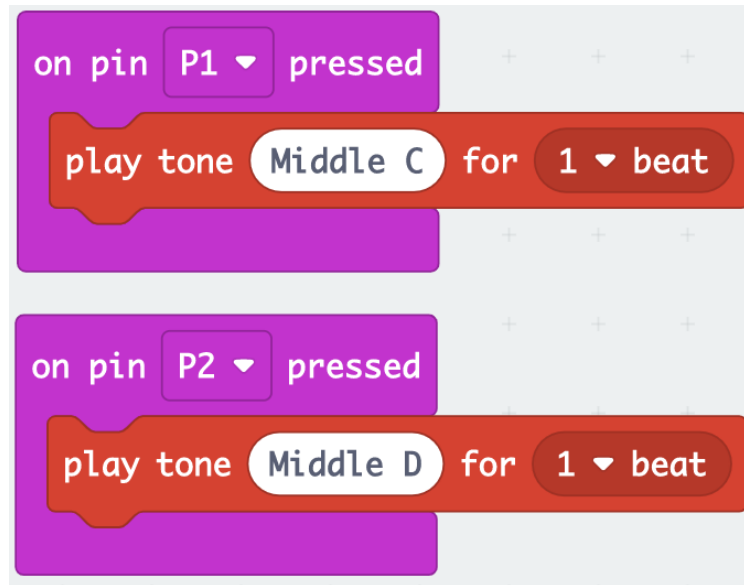 on pin P1 pressed
play tone Middle C for 1 beat
on pin P2 pressed
play tone Middle D for 1 beat